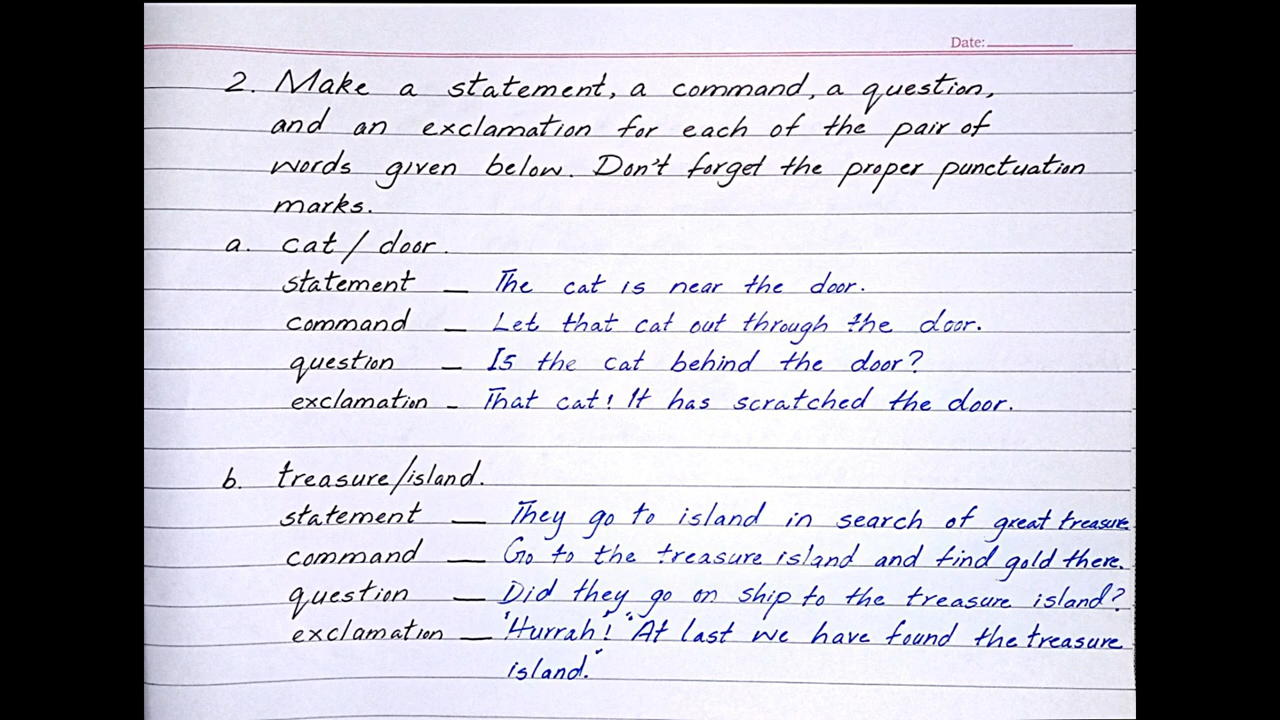 Date:
2. Make a statement, a command, a question,
and an exclamation for each of the pair of
words given below. Don't forget the proper punctuation
marks.
a. cat / door.
statement — The cat is near the door.
command — Let that cat out through the door.
question — Is the cat behind the door?
exclamation - That cat! It has scratched the door.
b. treasure/island.
statement — They go to island in search of great treasure
command — Go to the treasure island and find gold there.
question — Did they go on ship to the treasure island?
exclamation — "Hurrah!" "At last we have found the treasure
island."